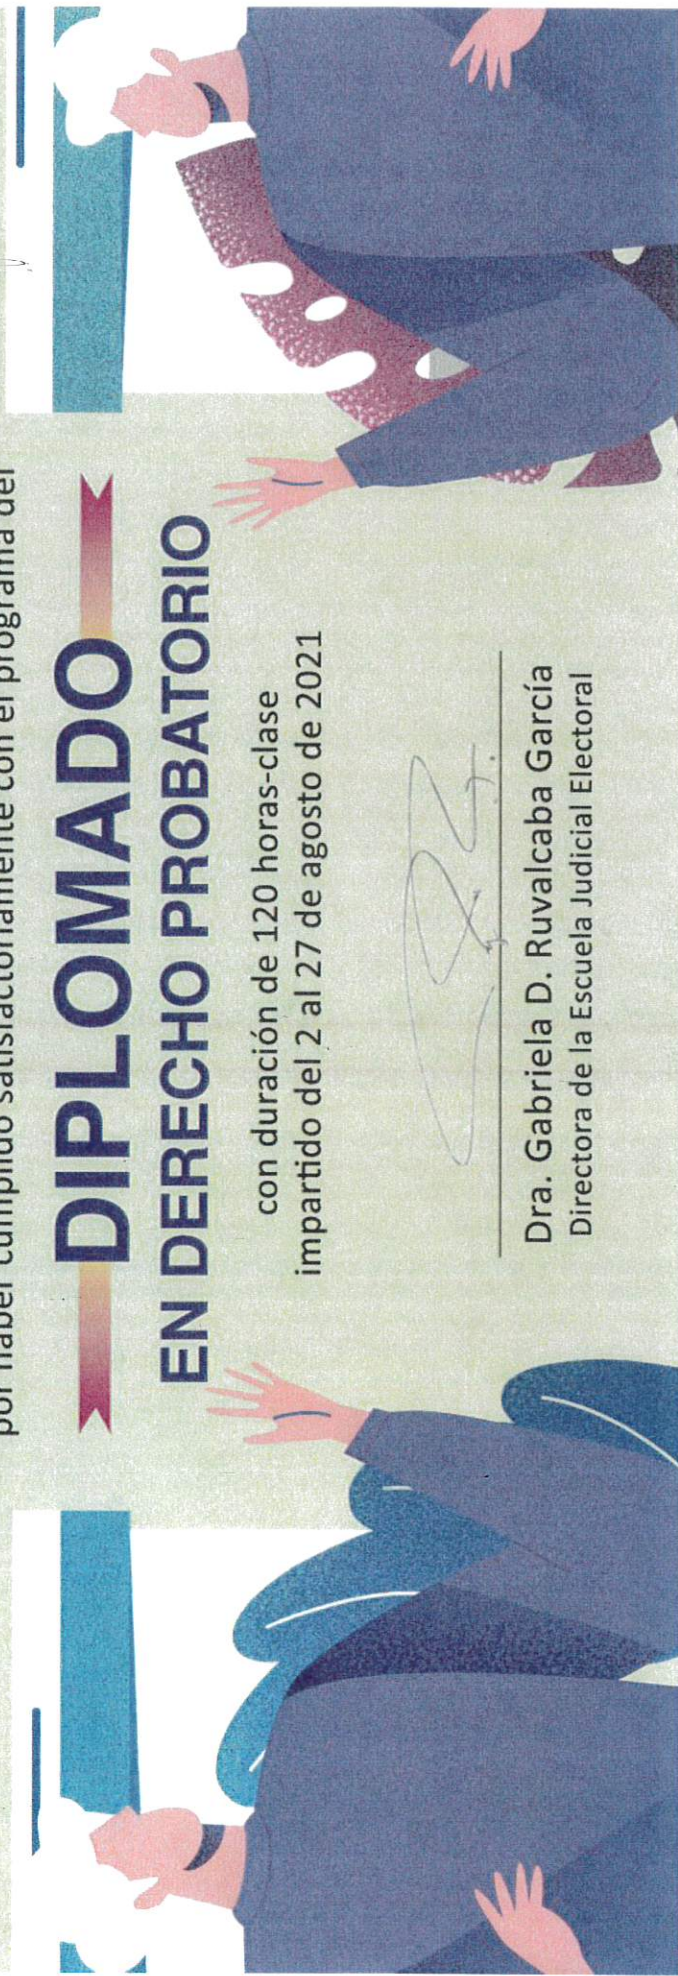 por haber cumplido satisfactoriamente con el programa del
DIPLOMADO
EN DERECHO PROBATORIO
con duración de 120 horas-clase
impartido del 2 al 27 de agosto de 2021
Dra. Gabriela D. Ruvalcaba García
Directora de la Escuela Judicial Electoral